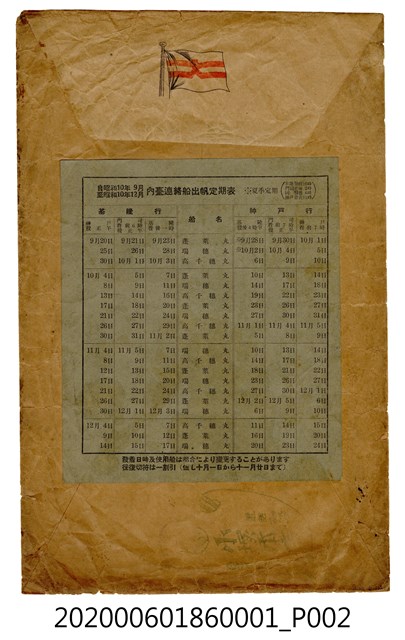 自昭和10年 9月
至昭和10年12月 內臺連絡船出帆定期表
基隆行 船名 神戸行
9月20日 9月21日 9月23日 蓬萊丸 9月28日 9月30日 10月1日
25日 26日 28日 瑞穗丸 10月2日 10月4日 5日
30日 10月1日 10月3日 高千穗丸 6日 9日 10日
10月4日 5日 7日 蓬萊丸 10日 13日 14日
8日 9日 11日 瑞穗丸 14日 17日 18日
13日 14日 16日 高千穗丸 19日 22日 23日
17日 18日 20日 蓬萊丸 23日 26日 27日
21日 22日 24日 瑞穗丸 27日 30日 31日
26日 27日 29日 高千穗丸 11月1日 11月4日 11月5日
30日 31日 11月2日 蓬萊丸 5日 8日 9日
11月4日 11月5日 7日 瑞穗丸 10日 13日 14日
8日 9日 11日 高千穗丸 14日 17日 18日
12日 13日 15日 蓬萊丸 18日 21日 22日
17日 18日 20日 瑞穗丸 23日 26日 27日
21日 22日 24日 高千穗丸 27日 30日 12月1日
26日 27日 29日 蓬萊丸 12月2日 12月5日 6日
30日 12月1日 12月3日 瑞穗丸 6日 9日 10日
12月4日 5日 7日 高千穗丸 11日 14日 15日
9日 10日 12日 蓬萊丸 16日 19日 20日
14日 15日 17日 瑞穗丸 20日 23日 24日
發着日時及使用船は都合により變更することがあります
往復切符は一割引(但し十月一日から十一月廿日まで)
202000601860001_P002